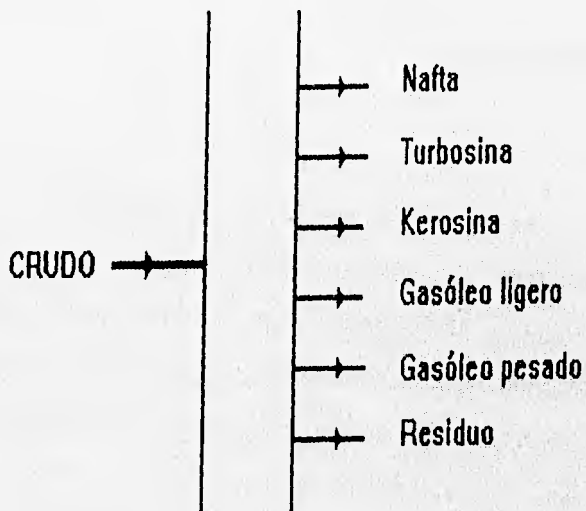 Nafta
Turbosina
Kerosina
CRUDO
Gasóleo ligero
Gasóleo pesado
Residuo